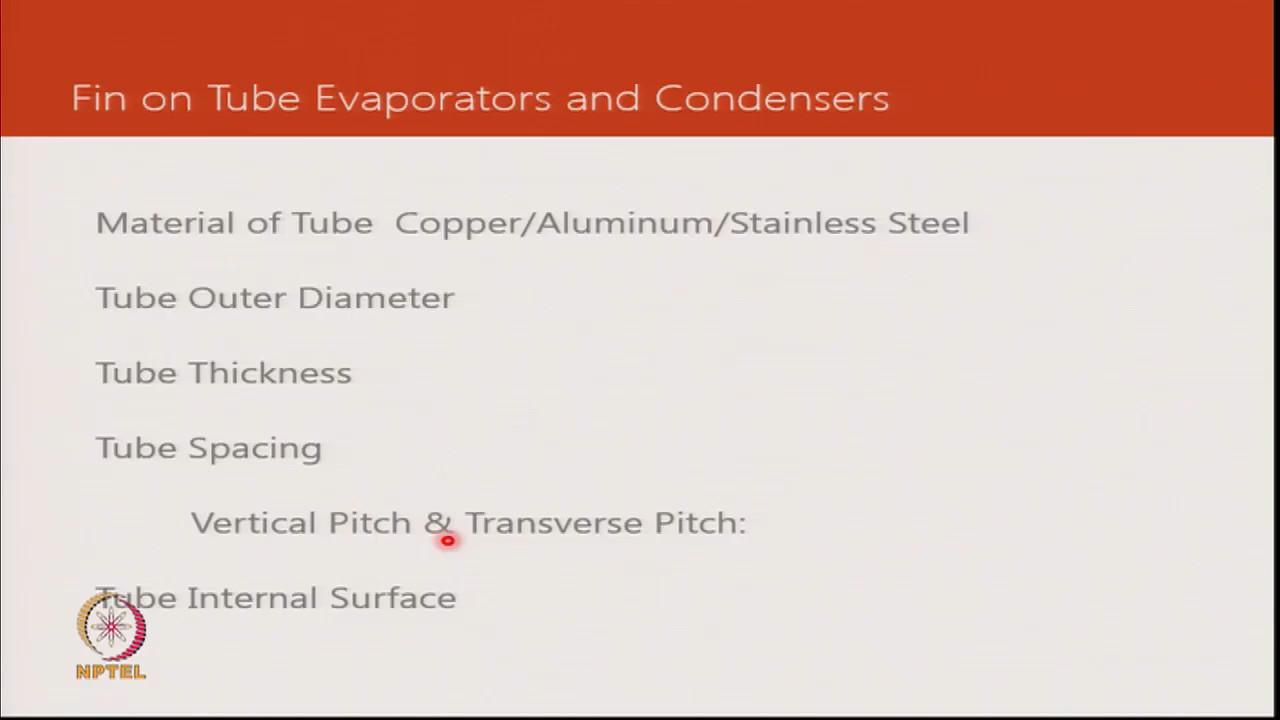 Fin on Tube Evaporators and Condensers
Material of Tube Copper/Aluminum/Stainless Steel
Tube Outer Diameter
Tube Thickness
Tube Spacing
Vertical Pitch & Transverse Pitch:
Tube Internal Surface
NPTEL